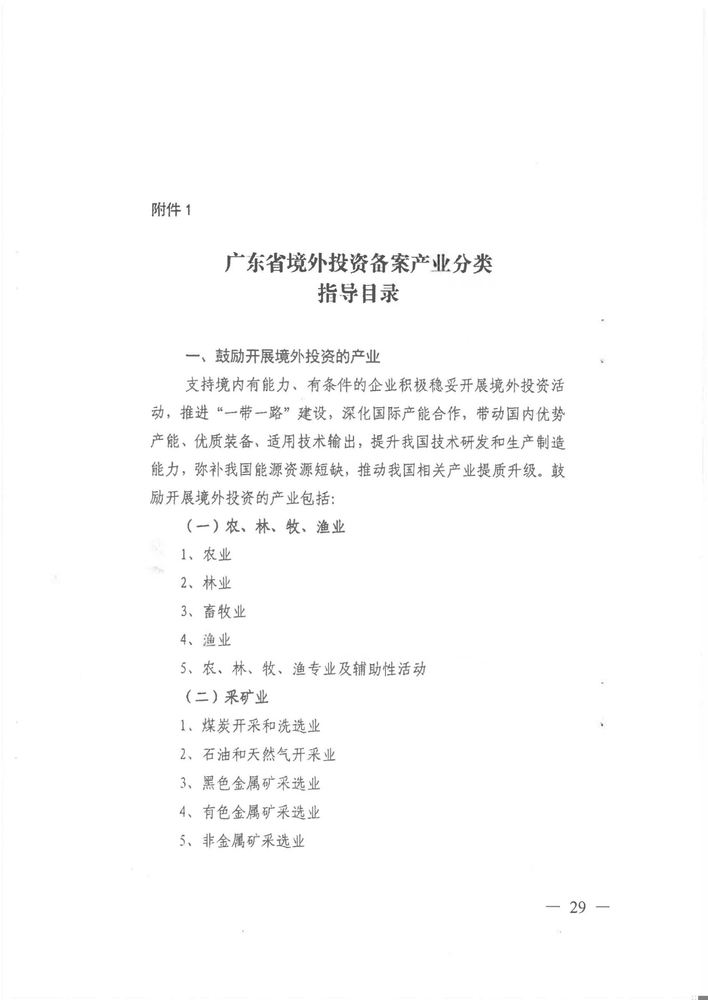 附件 1
广东省境外投资备案产业分类
指导目录
一、鼓励开展境外投资的产业
支持境内有能力、有条件的企业积极稳妥开展境外投资活
动，推进“一带一路”建设，深化国际产能合作，带动国内优势
产能、优质装备、适用技术输出，提升我国技术研发和生产制造
能力，弥补我国能源资源短缺，推动我国相关产业提质升级。鼓
励开展境外投资的产业包括：
（一）农、林、牧、渔业
1、农业
2、林业
3、畜牧业
4、渔业
5、农、林、牧、渔专业及辅助性活动
（二）采矿业
1、煤炭开采和洗选业
2、石油和天然气开采业
3、黑色金属矿采选业
4、有色金属矿采选业
5、非金属矿采选业
— 29 —